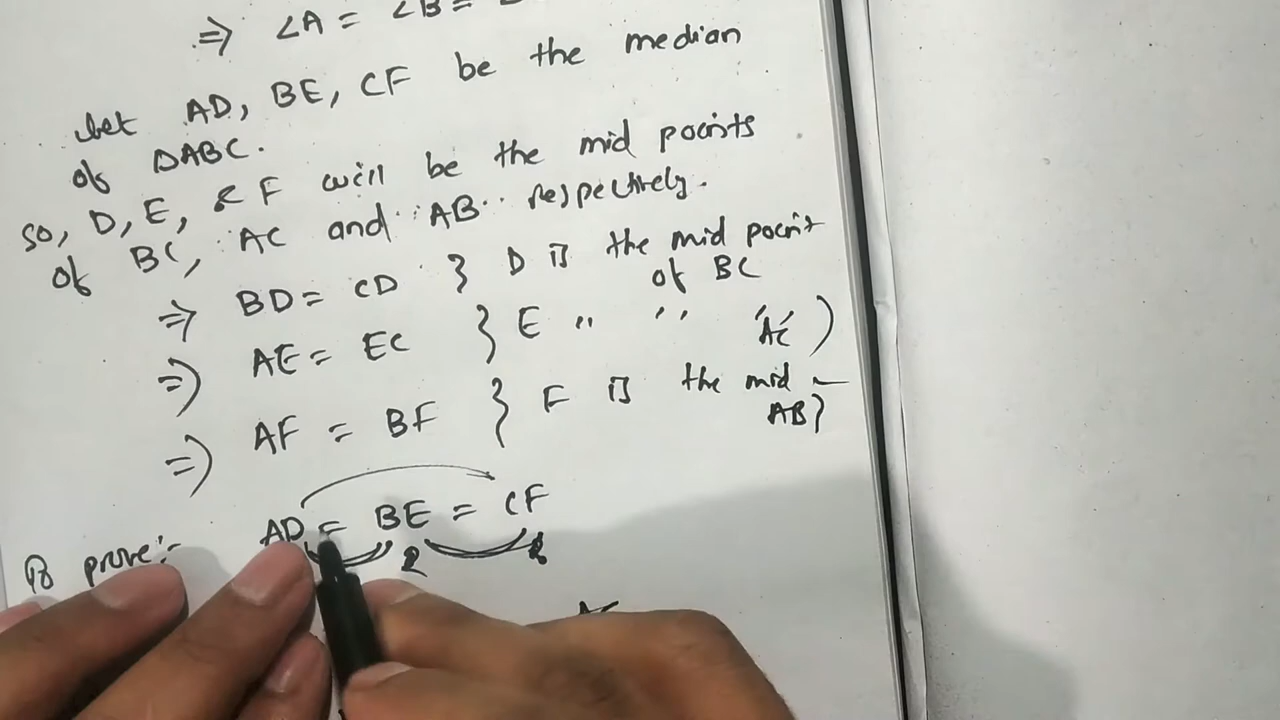 ⇒ ∠A = ∠B =
let AD, BE, CF be the median
of ΔABC.
so, D, E, & F will be the mid points
of BC, AC and AB respectively.
⇒ BD = CD } D is the mid point
of BC
⇒) AE = EC } E " " AC )
⇒) AF = BF } F is the mid —
AB)
To prove:- AD = BE = CF